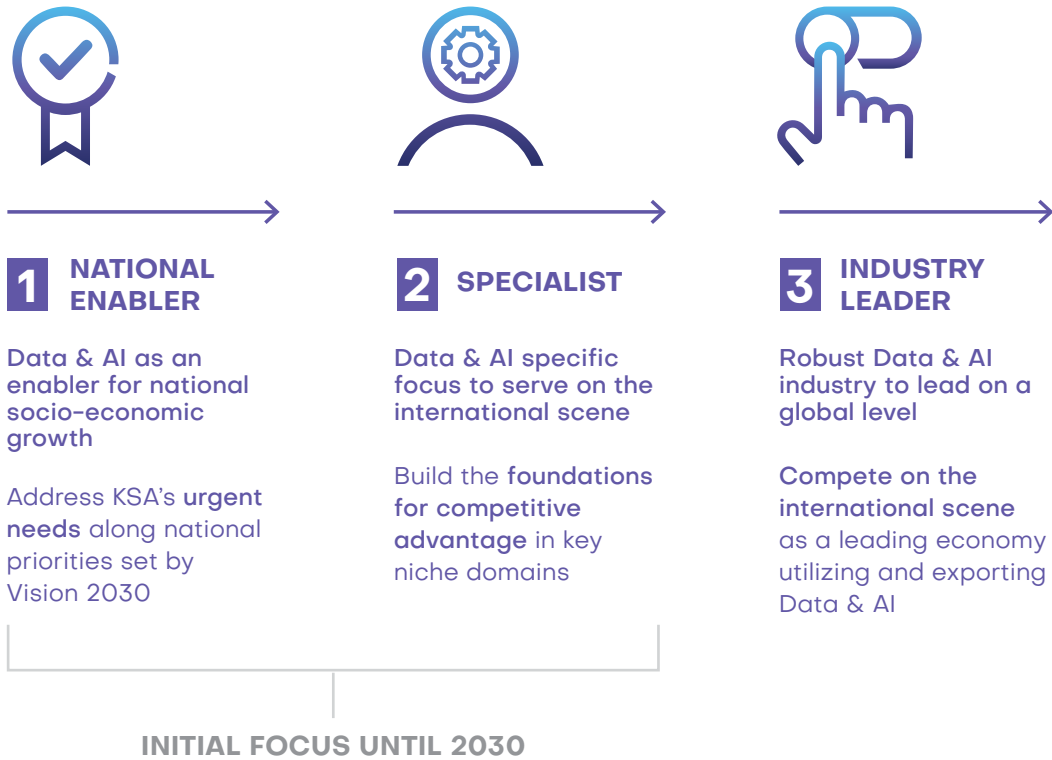 1
NATIONAL
ENABLER
Data & AI as an
enabler for national
socio-economic
growth
Address KSA's urgent
needs along national
priorities set by
Vision 2030
2
SPECIALIST
Data & AI specific
focus to serve on the
international scene
Build the foundations
for competitive
advantage in key
niche domains
3
INDUSTRY
LEADER
Robust Data & AI
industry to lead on a
global level
Compete on the
international scene
as a leading economy
utilizing and exporting
Data & AI
INITIAL FOCUS UNTIL 2030